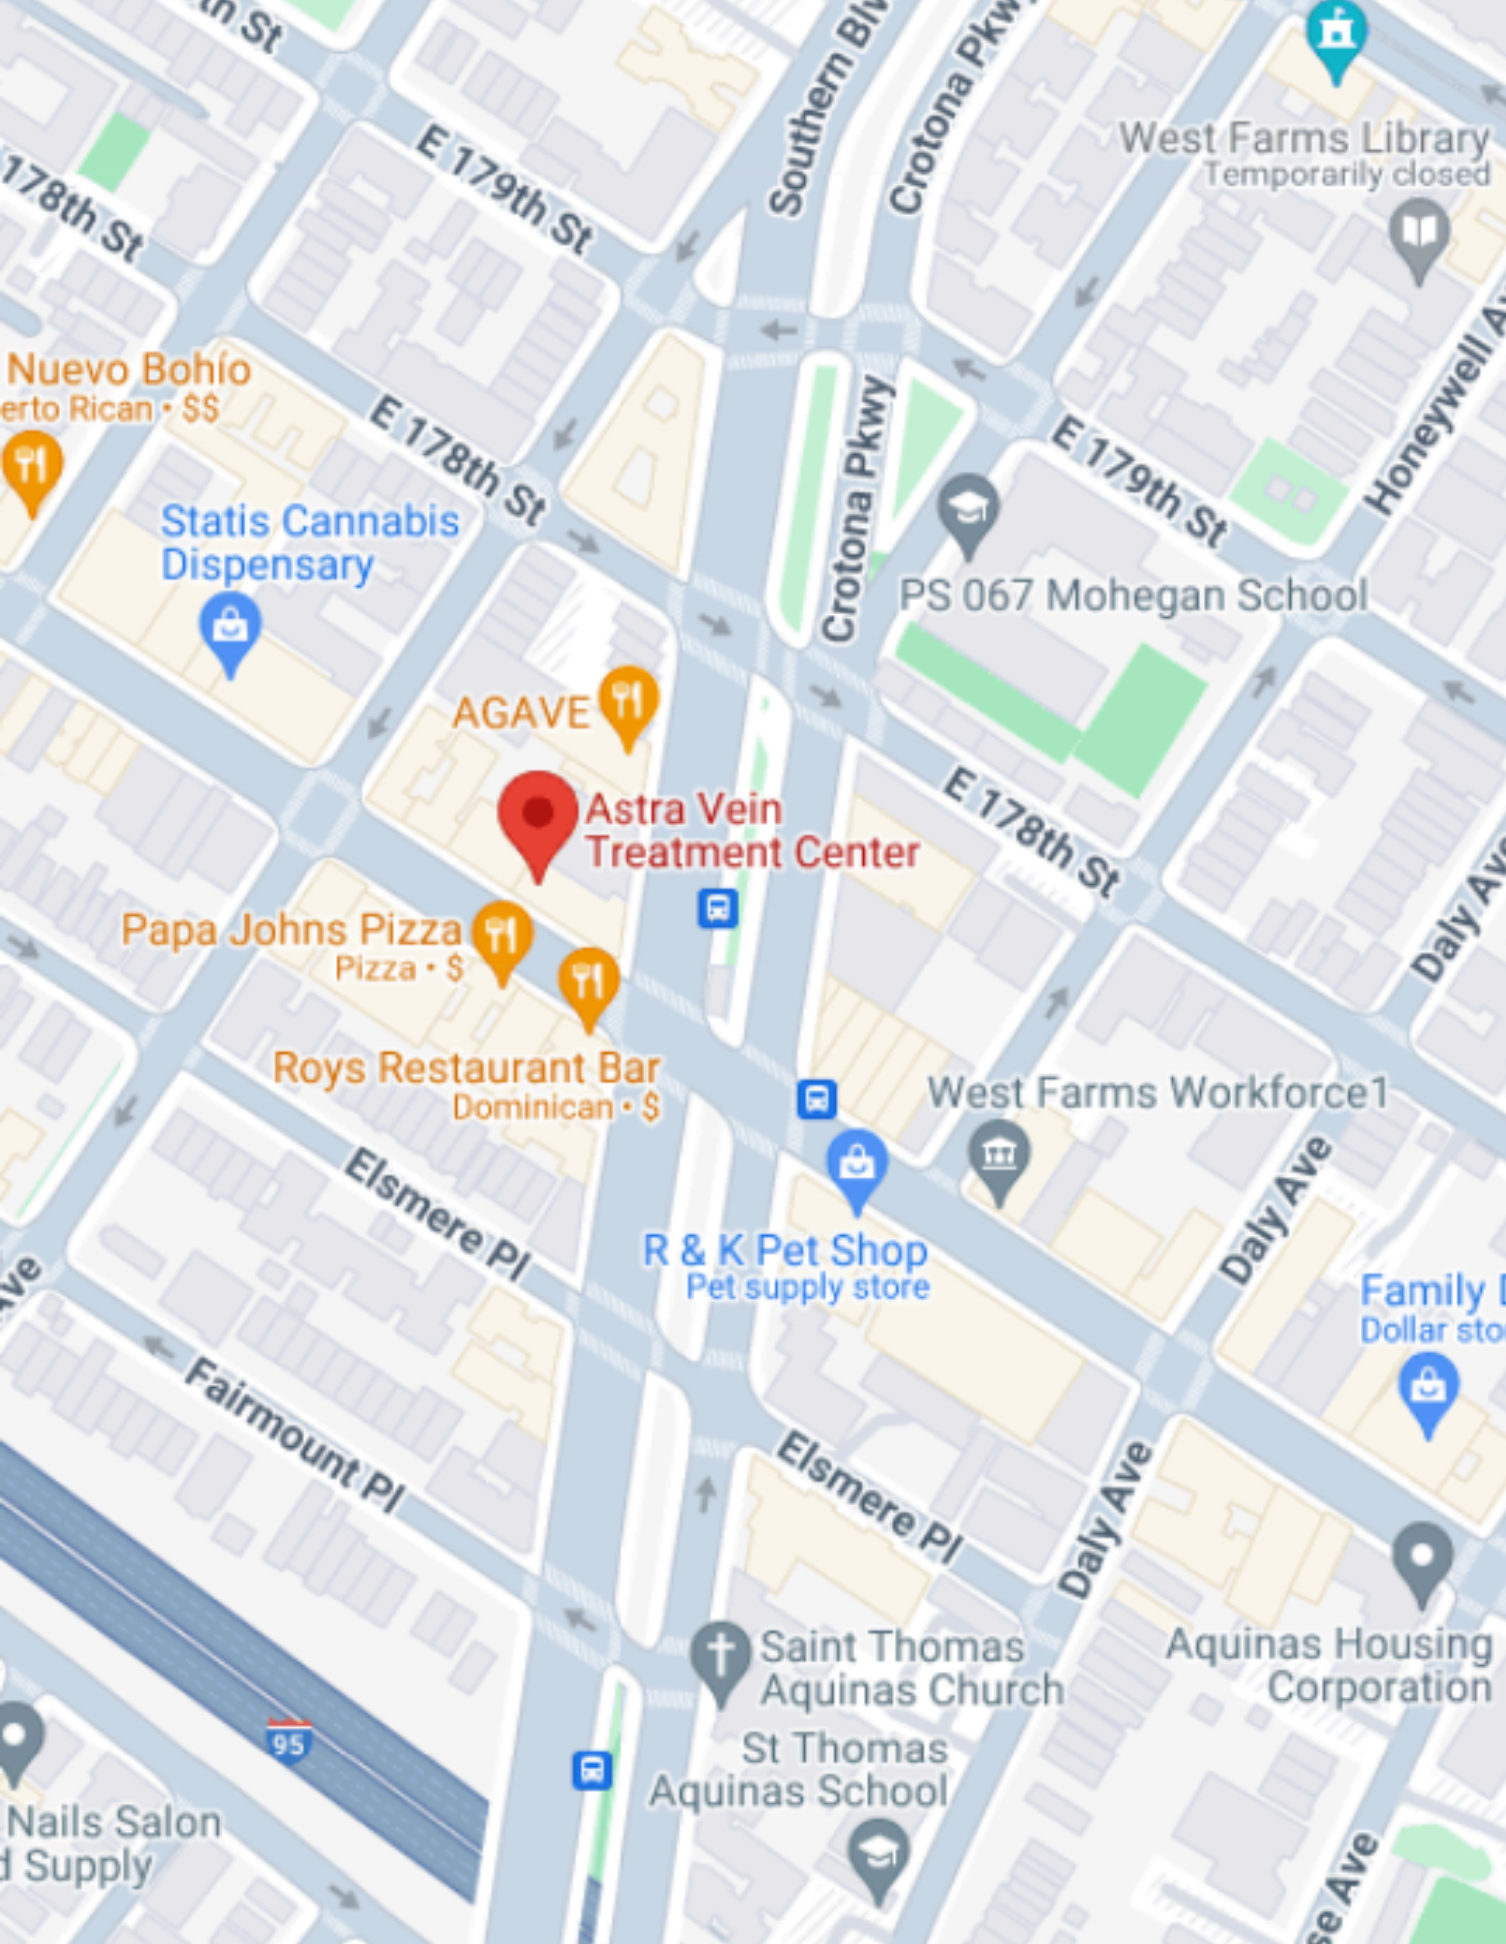 th St
Southern Blv
Crotona Pkwy
West Farms Library
Temporarily closed
E 179th St
178th St
Nuevo Bohío
erto Rican • $$
E 178th St
Crotona Pkwy
E 179th St
Honeywell A
Statis Cannabis
Dispensary
PS 067 Mohegan School
AGAVE
Astra Vein
Treatment Center
E 178th St
Daly Ave
Papa Johns Pizza
Pizza • $
Roys Restaurant Bar
Dominican • $
West Farms Workforce1
Elsmere Pl
R & K Pet Shop
Pet supply store
Daly Ave
Family D
Dollar sto
Ave
Fairmount Pl
Elsmere Pl
Daly Ave
Saint Thomas
Aquinas Church
Aquinas Housing
Corporation
95
St Thomas
Aquinas School
Nails Salon
d Supply
se Ave